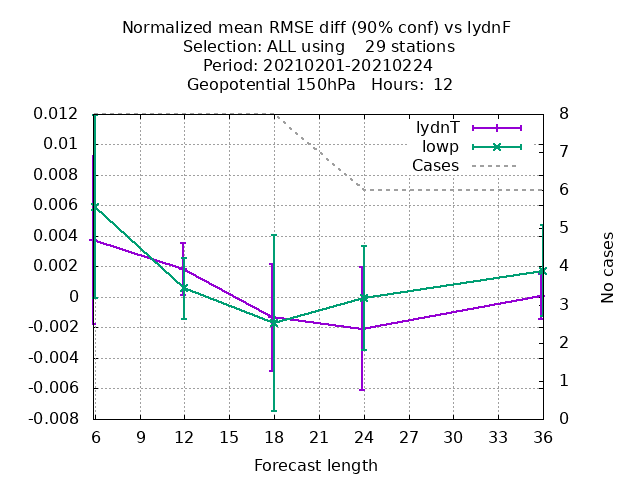 Normalized mean RMSE diff (90% conf) vs lydnF
Selection: ALL using    29 stations
Period: 20210201-20210224
Geopotential 150hPa   Hours:  12
lydnT
lowp
Cases
0.012
0.01
0.008
0.006
0.004
0.002
0
-0.002
-0.004
-0.006
-0.008
8
7
6
5
4
3
2
1
0
No cases
6 9 12 15 18 21 24 27 30 33 36
Forecast length